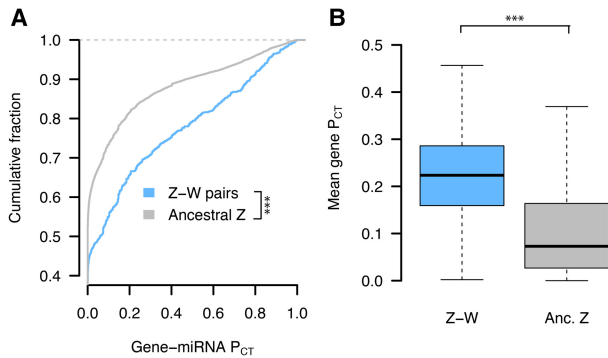 A
Cumulative fraction
1.0
0.9
0.8
0.7
0.6
0.5
0.4
Z−W pairs
Ancestral Z
***
0.0 0.2 0.4 0.6 0.8 1.0
Gene−miRNA PCT
B
***
Mean gene PCT
0.5
0.4
0.3
0.2
0.1
0.0
Z−W Anc. Z